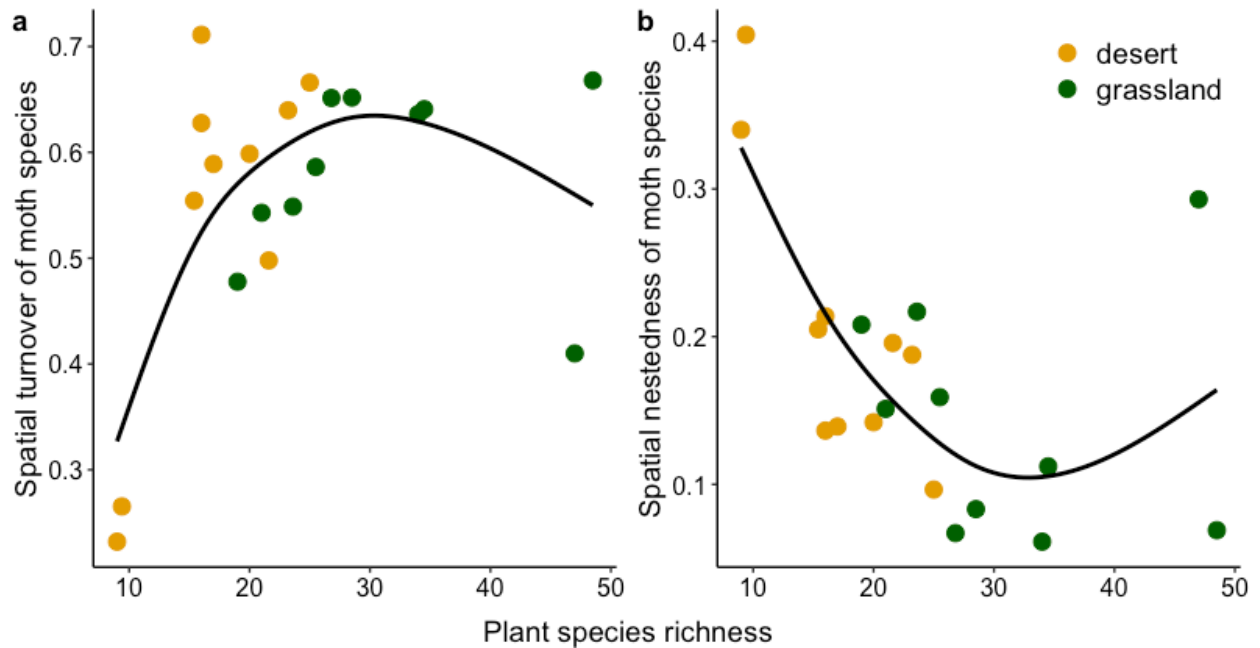 a
Spatial turnover of moth species
0.7
0.6
0.5
0.4
0.3
10 20 30 40 50
b
Spatial nestedness of moth species
0.4
0.3
0.2
0.1
10 20 30 40 50
desert
grassland
Plant species richness